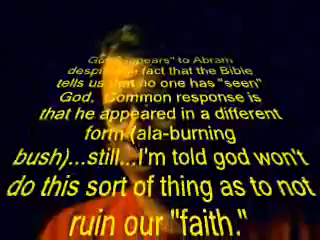 God "appears" to Abram
despite the fact that the Bible
tells us that no one has "seen"
God. Common response is
that he appeared in a different
form (ala-burning
bush)...still...I'm told god won't
do this sort of thing as to not
ruin our "faith."